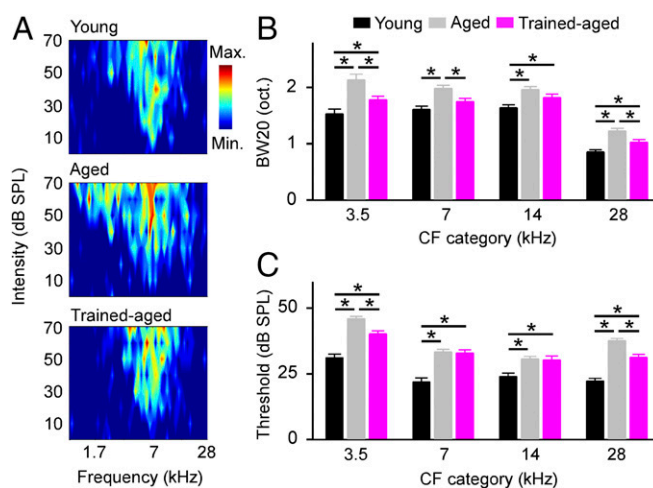 A
Young
Max.
Min.
70
50
30
10
Aged
70
50
30
10
Trained-aged
70
50
30
10
Intensity (dB SPL)
1.7 7 28
Frequency (kHz)
Young Aged Trained-aged
B
BW20 (oct.)
2
1
0
* * * * * * * * * *
3.5 7 14 28
CF category (kHz)
C
Threshold (dB SPL)
50
25
0
* * * * * * * * * *
3.5 7 14 28
CF category (kHz)